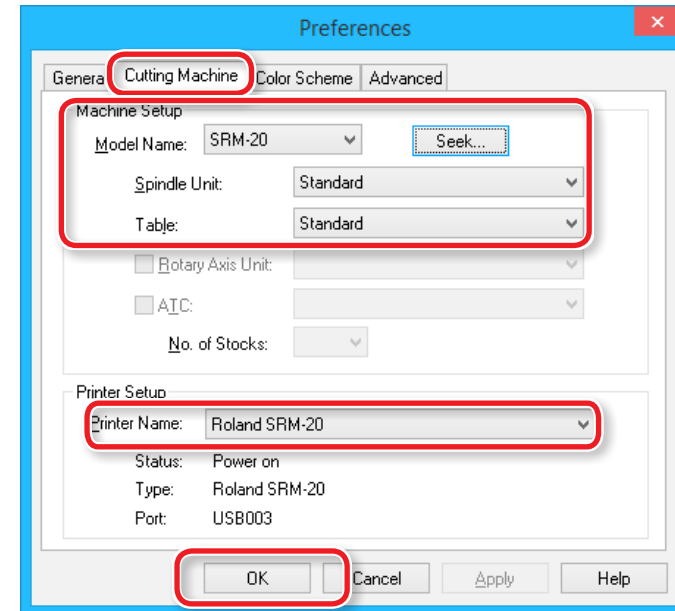 Preferences
General Cutting Machine Color Scheme Advanced
Machine Setup
Model Name: SRM-20 Seek...
Spindle Unit: Standard
Table: Standard
Rotary Axis Unit:
ATC:
No. of Stocks:
Printer Setup
Printer Name: Roland SRM-20
Status: Power on
Type: Roland SRM-20
Port: USB003
OK Cancel Apply Help